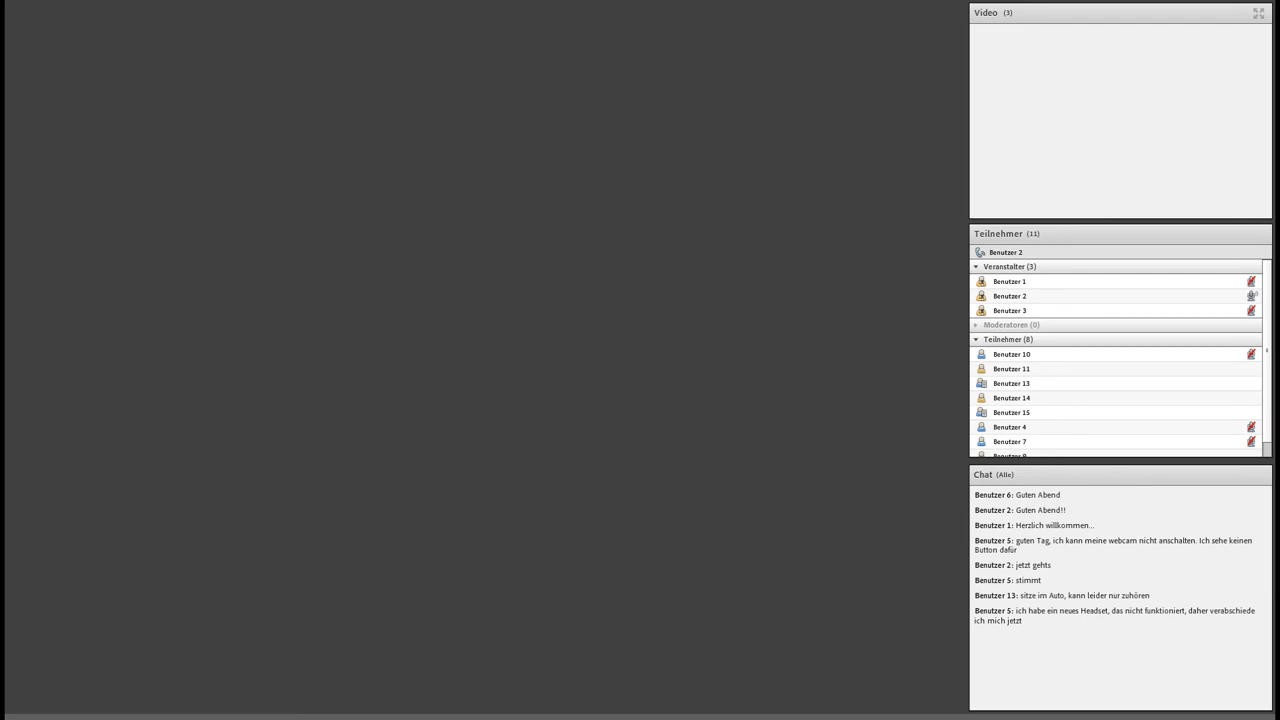 Video (3)
Teilnehmer (11)
Benutzer 2
Veranstalter (3)
Benutzer 1
Benutzer 2
Benutzer 3
Moderatoren (0)
Teilnehmer (8)
Benutzer 10
Benutzer 11
Benutzer 13
Benutzer 14
Benutzer 15
Benutzer 4
Benutzer 7
Benutzer 9
Chat (Alle)
Benutzer 6: Guten Abend
Benutzer 2: Guten Abend!!
Benutzer 1: Herzlich willkommen...
Benutzer 5: guten Tag, ich kann meine webcam nicht anschalten. Ich sehe keinen
Button dafür
Benutzer 2: jetzt gehts
Benutzer 5: stimmt
Benutzer 13: sitze im Auto, kann leider nur zuhören
Benutzer 5: ich habe ein neues Headset, das nicht funktioniert, daher verabschiede
ich mich jetzt